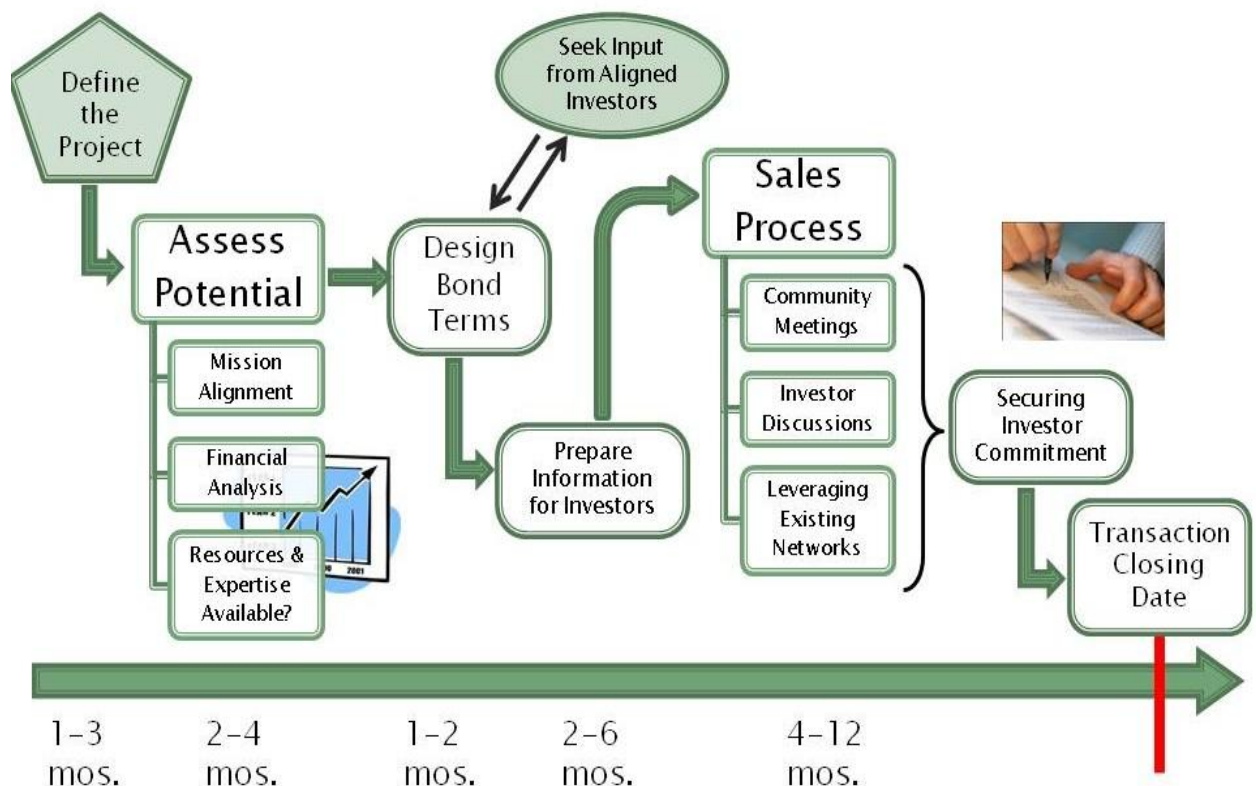 Define
the
Project
Seek Input
from Aligned
Investors
Assess
Potential
Mission
Alignment
Financial
Analysis
Resources &
Expertise
Available?
2001
Design
Bond
Terms
Prepare
Information
for Investors
Sales
Process
Community
Meetings
Investor
Discussions
Leveraging
Existing
Networks
Securing
Investor
Commitment
Transaction
Closing
Date
1-3
mos.
2-4
mos.
1-2
mos.
2-6
mos.
4-12
mos.